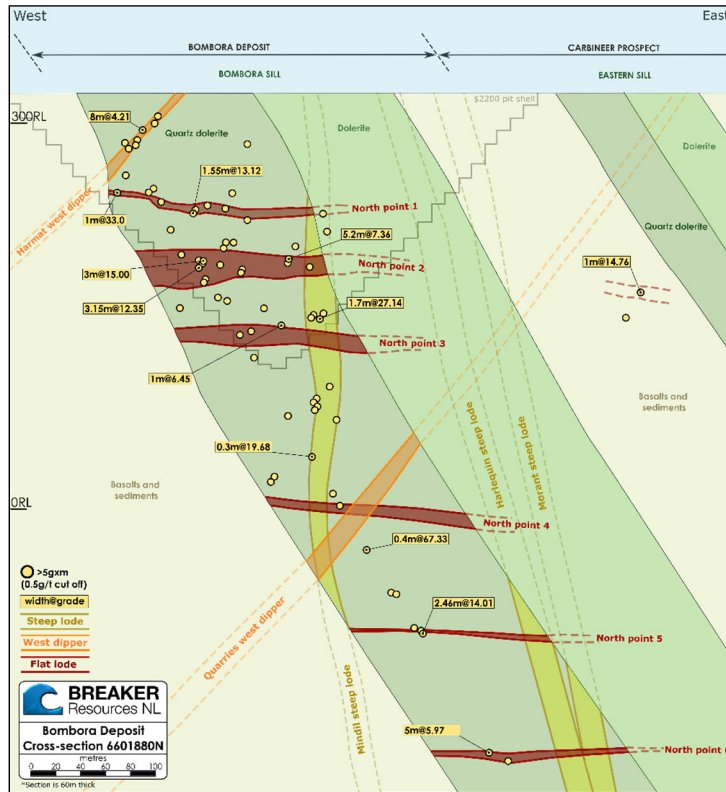 West
East
BOMBORA DEPOSIT
CARBINEER PROSPECT
BOMBORA SILL
EASTERN SILL
$2200 pit shell
300RL
8m@4.21
Quartz dolerite
Dolerite
Dolerite
1.55m@13.12
Harmat west dipper
1m@33.0
North point 1
5.2m@7.36
Quartz dolerite
3m@15.00
North point 2
1m@14.76
3.15m@12.35
1.7m@27.14
North point 3
1m@6.45
Basalts and
sediments
0.3m@19.68
Harlequin steep lode
Morant steep lode
Basalts and
sediments
0RL
North point 4
0.4m@67.33
>5gxm
(0.5g/t cut off)
width@grade
2.46m@14.01
Steep lode
West dipper
Flat lode
Quarries west dipper
North point 5
Mindil steep lode
BREAKER
Resources NL
5m@5.97
North point
Bombora Deposit
Cross-section 6601880N
metres
0 20 40 60 80 100
*Section is 60m thick